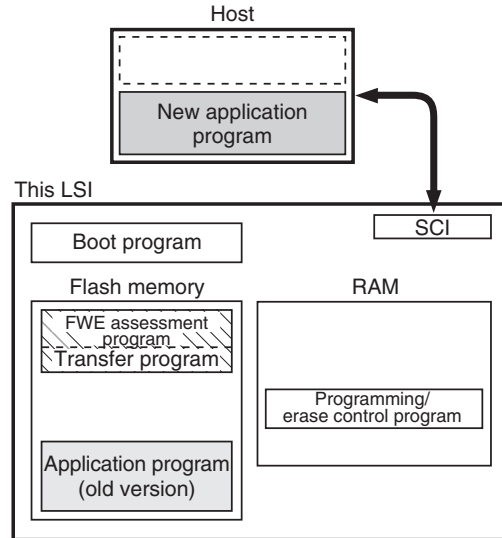 Host
New application
program
This LSI
SCI
Boot program
Flash memory
RAM
FWE assessment
program
Transfer program
Programming/
erase control program
Application program
(old version)